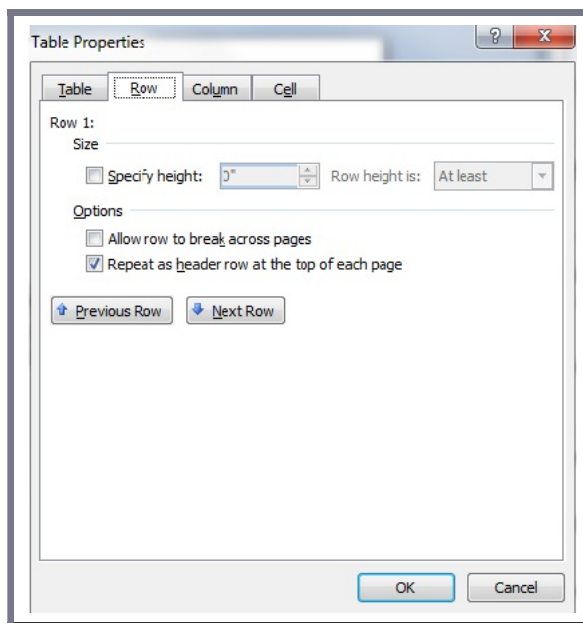 Table Properties
Table Row Column Cell
Row 1:
Size
Specify height: 0" Row height is: At least
Options
Allow row to break across pages
Repeat as header row at the top of each page
Previous Row Next Row
OK Cancel